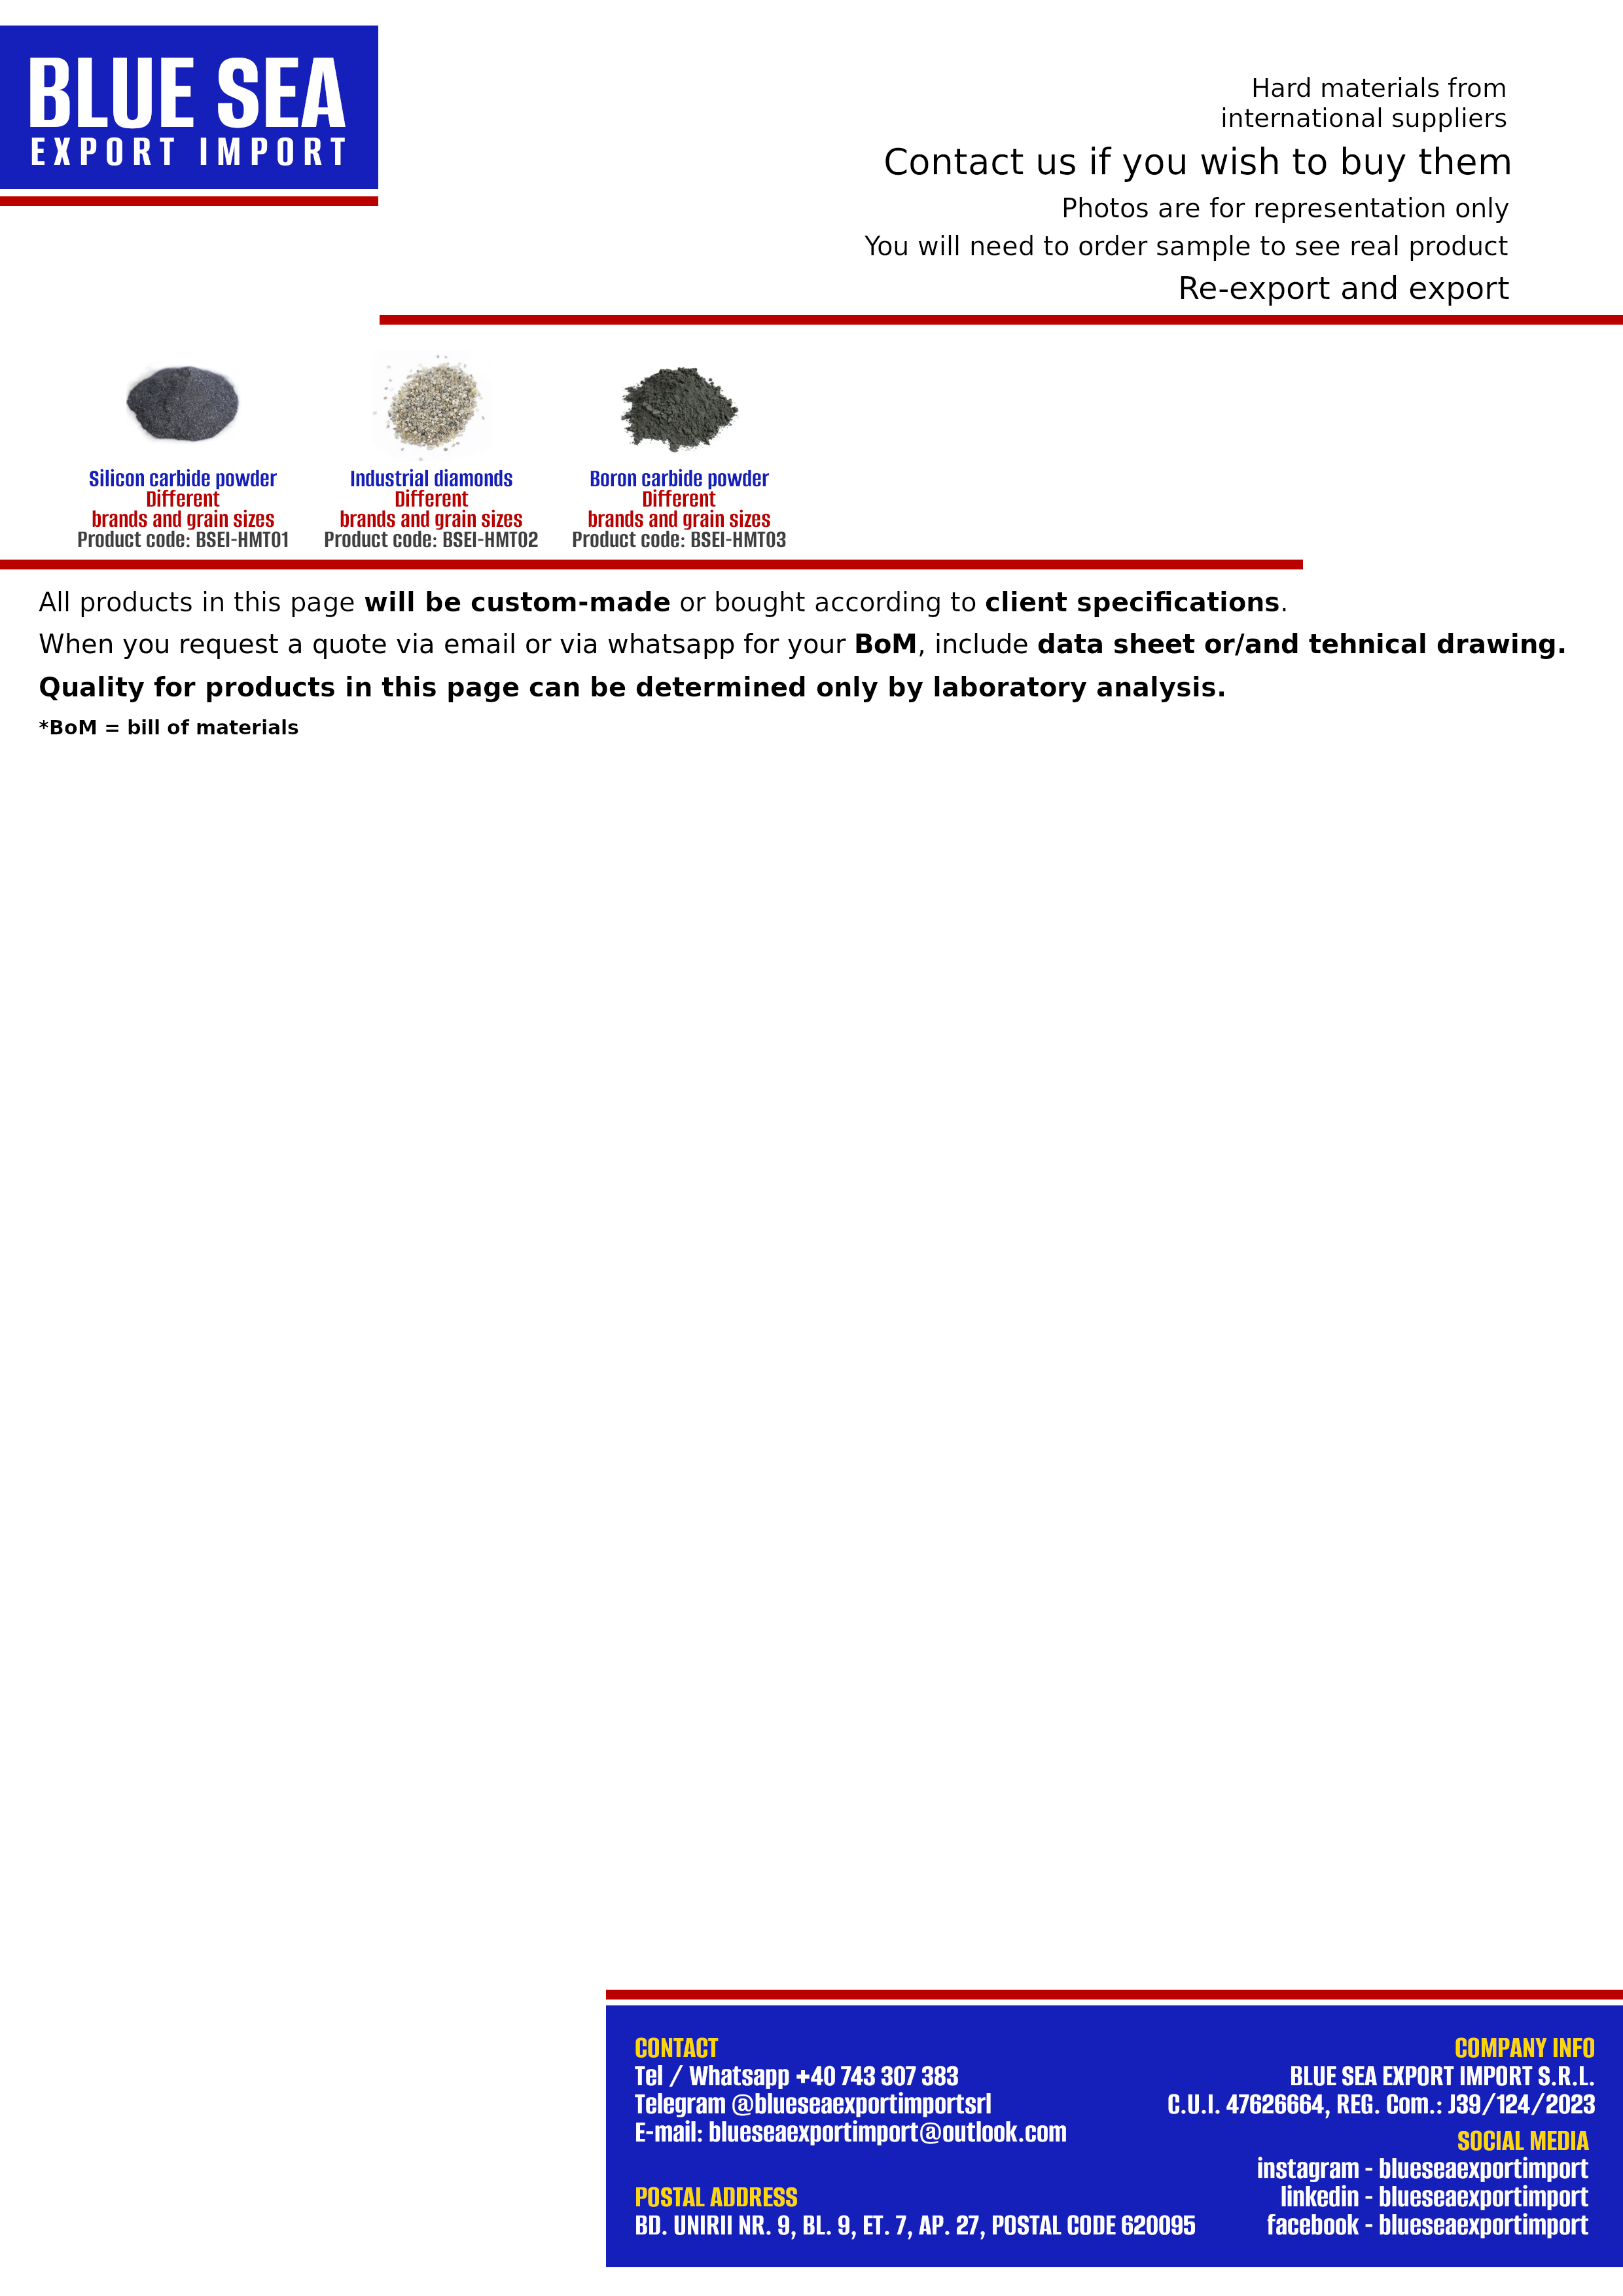 BLUE SEA
EXPORT IMPORT
Hard materials from
international suppliers
Contact us if you wish to buy them
Photos are for representation only
You will need to order sample to see real product
Re-export and export
Silicon carbide powder
Different
brands and grain sizes
Product code: BSEI-HMT01
Industrial diamonds
Different
brands and grain sizes
Product code: BSEI-HMT02
Boron carbide powder
Different
brands and grain sizes
Product code: BSEI-HMT03
All products in this page will be custom-made or bought according to client specifications.
When you request a quote via email or via whatsapp for your BoM, include data sheet or/and tehnical drawing.
Quality for products in this page can be determined only by laboratory analysis.
*BoM = bill of materials
CONTACT
Tel / Whatsapp +40 743 307 383
Telegram @blueseaexportimportsrl
E-mail: blueseaexportimport@outlook.com
POSTAL ADDRESS
BD. UNIRII NR. 9, BL. 9, ET. 7, AP. 27, POSTAL CODE 620095
COMPANY INFO
BLUE SEA EXPORT IMPORT S.R.L.
C.U.I. 47626664, REG. Com.: J39/124/2023
SOCIAL MEDIA
instagram - blueseaexportimport
linkedin - blueseaexportimport
facebook - blueseaexportimport